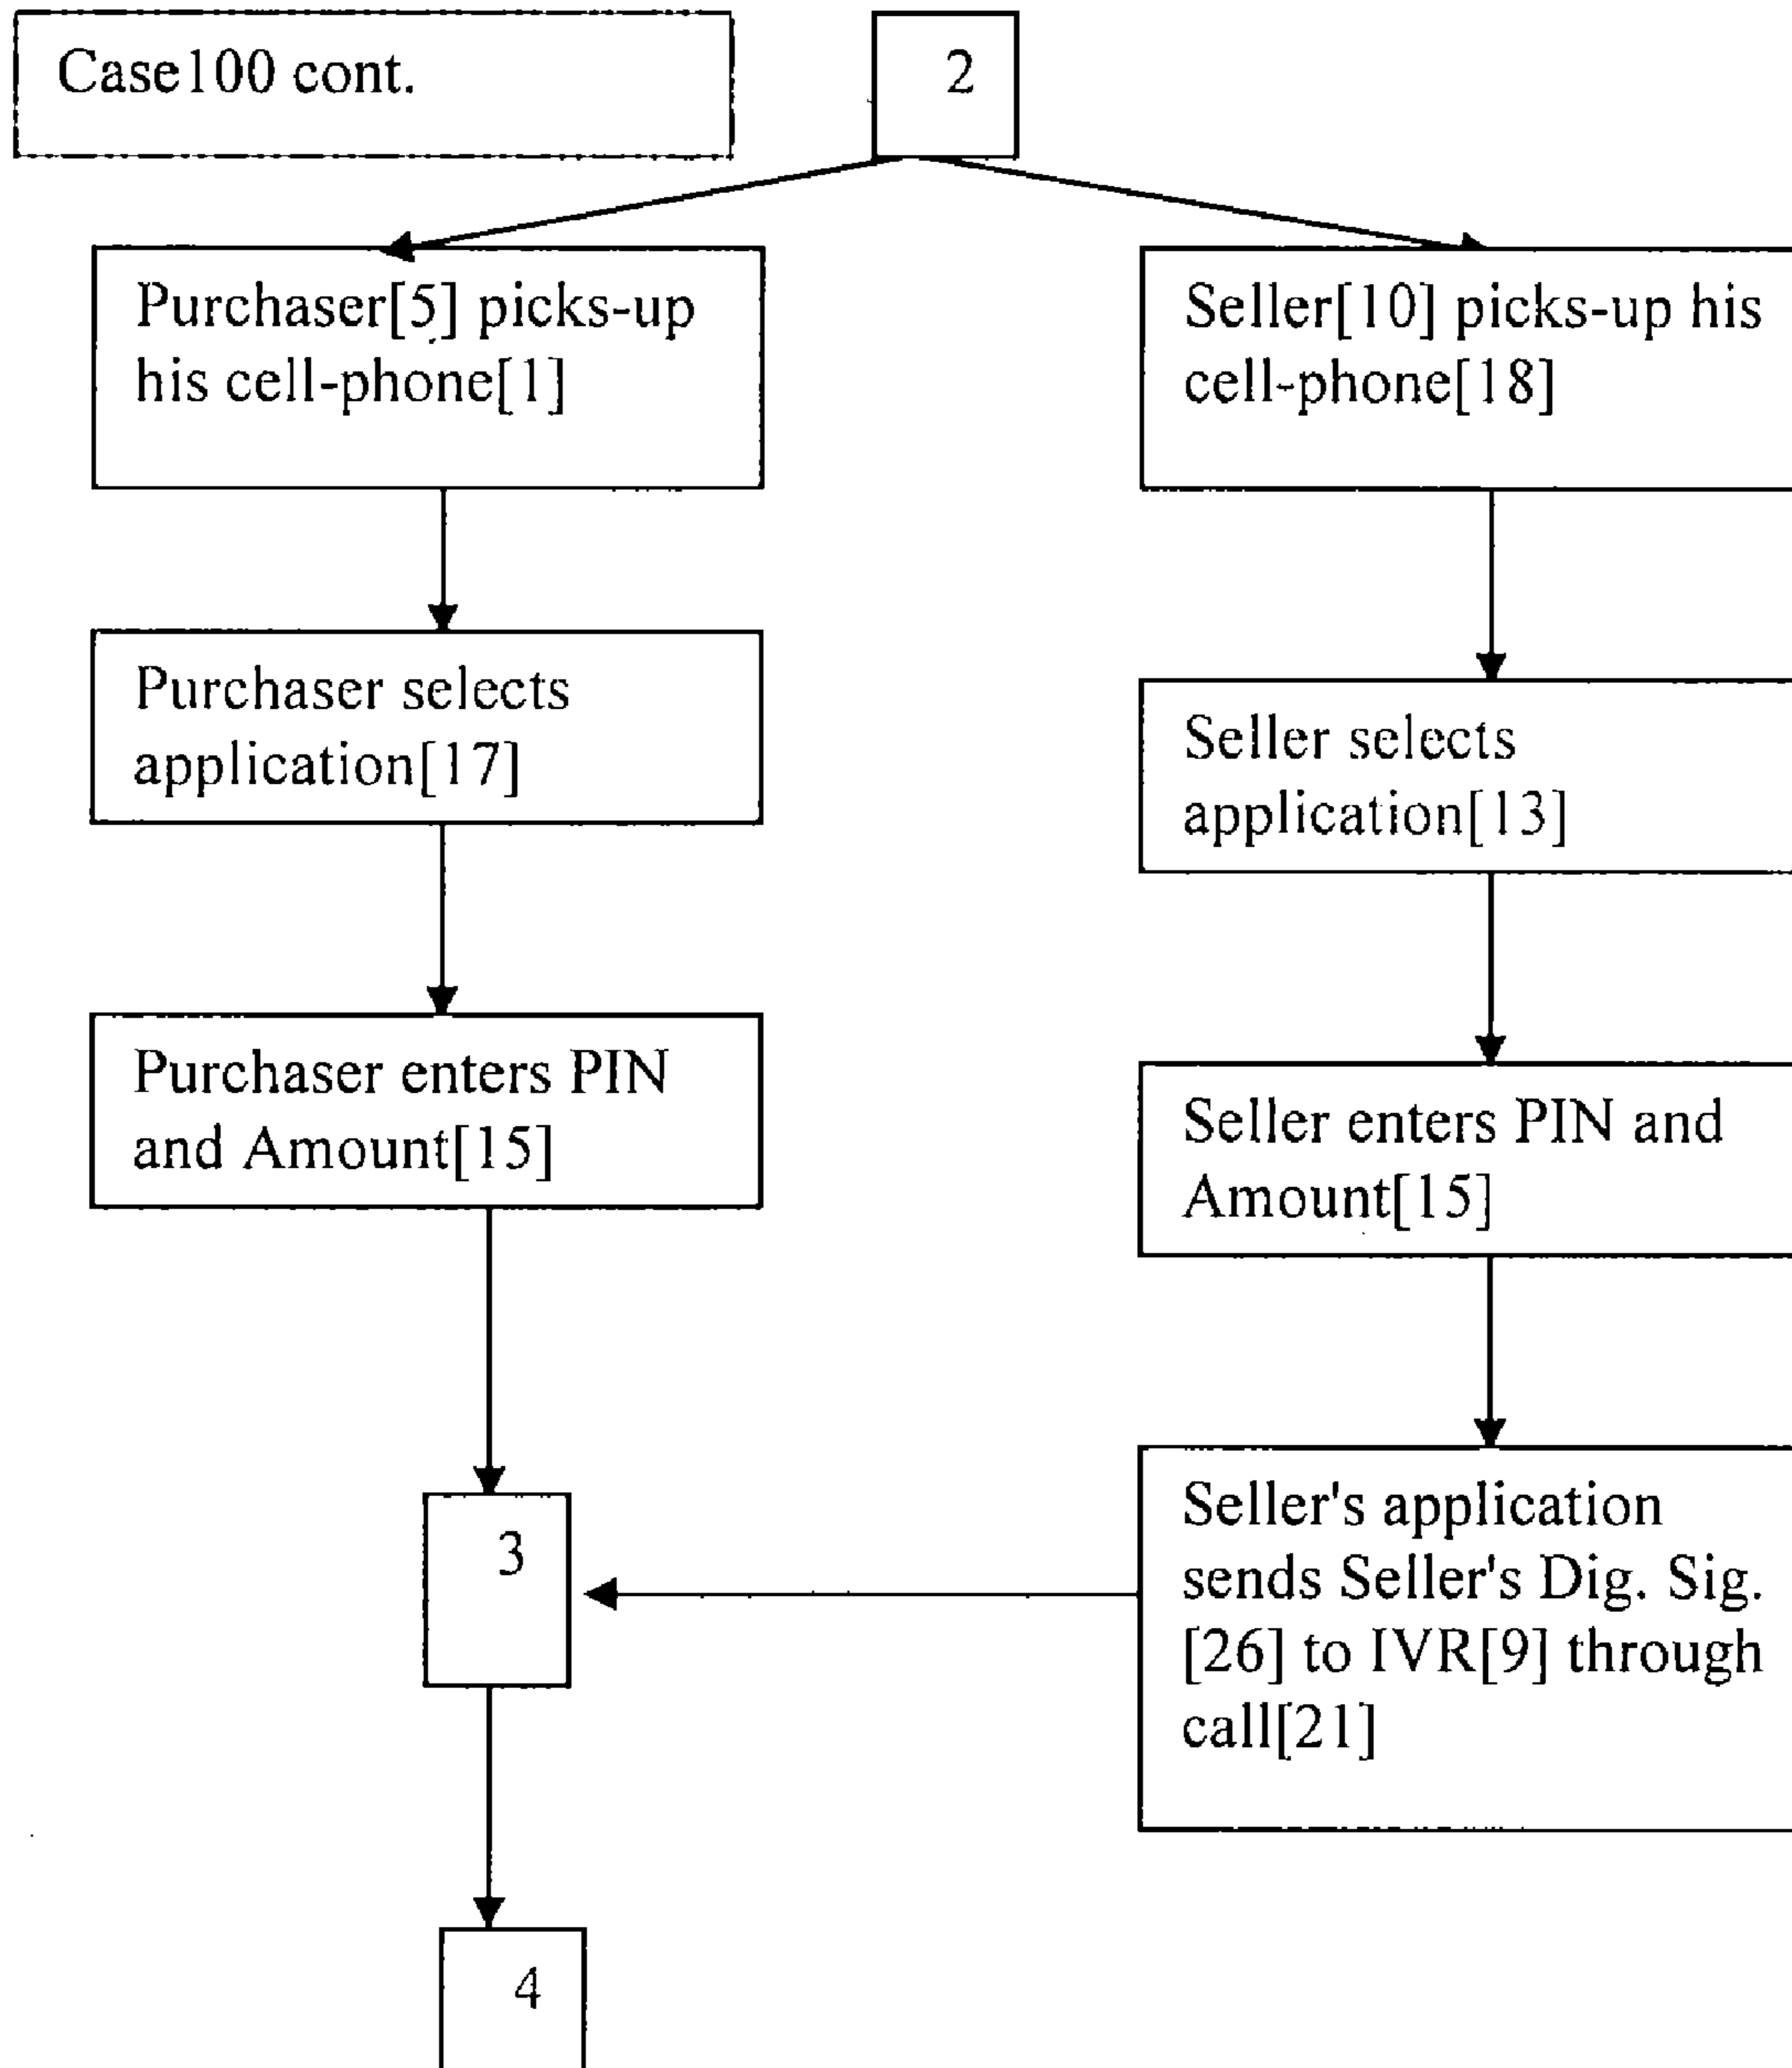 Case100 cont.
2
Purchaser[5] picks-up
his cell-phone[1]
Seller[10] picks-up his
cell-phone[18]
Purchaser selects
application[17]
Seller selects
application[13]
Purchaser enters PIN
and Amount[15]
Seller enters PIN and
Amount[15]
3
Seller's application
sends Seller's Dig. Sig.
[26] to IVR[9] through
call[21]
4